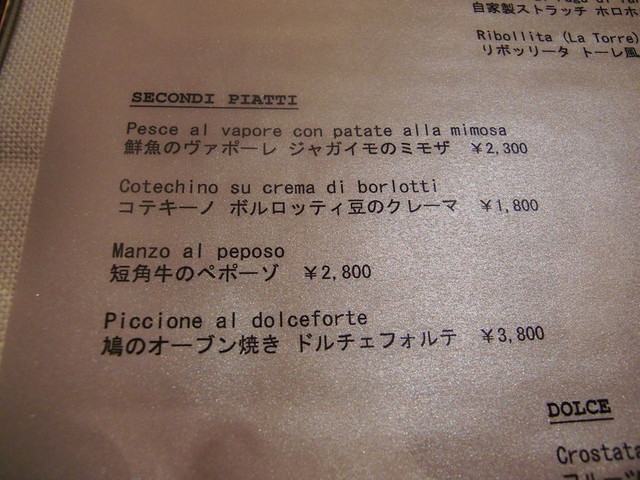 自家製ストラッチ ホロホ
Ribollita (La Torre)
リボッリータ トーレ風
SECONDI PIATTI
Pesce al vapore con patate alla mimosa
鮮魚のヴァポーレ ジャガイモのミモザ ￥2,300
Cotechino su crema di borlotti
コテキーノ ボルロッティ豆のクレーマ ￥1,800
Manzo al peposo
短角牛のペポーゾ ￥2,800
Piccione al dolceforte
鳩のオーブン焼き ドルチェフォルテ ￥3,800
DOLCE
Crostata